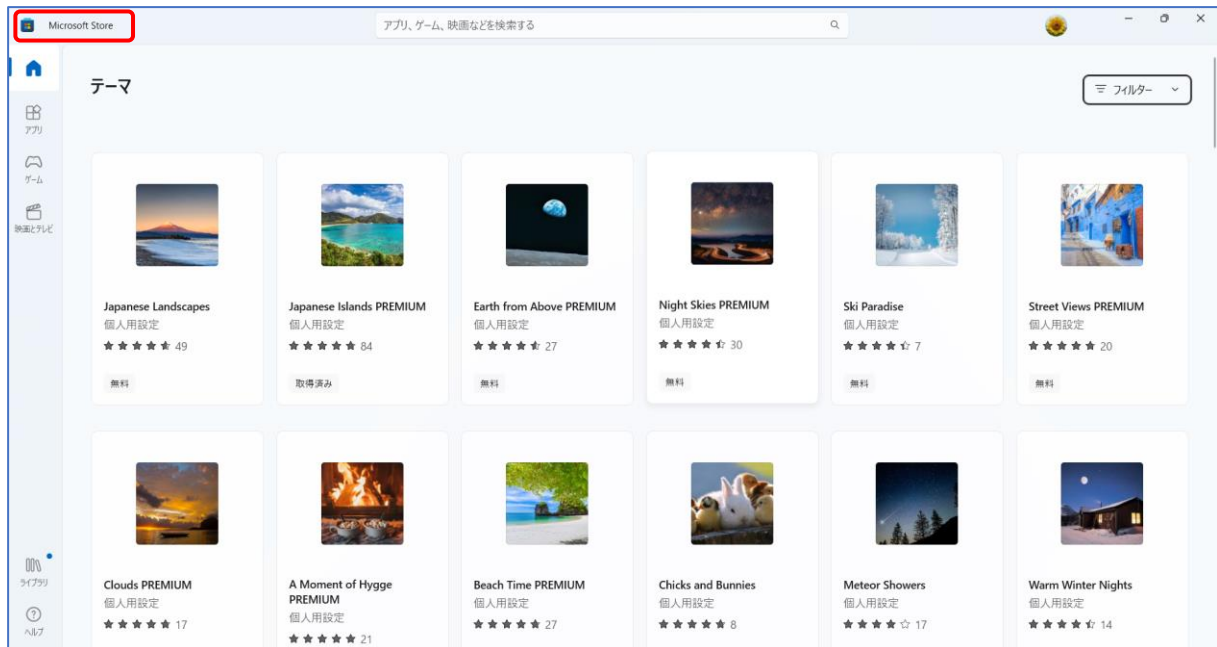 Microsoft Store
アプリ、ゲーム、映画などを検索する
テーマ
フィルター
アプリ
ゲーム
映画とテレビ
Japanese Landscapes
個人用設定
49
無料
Japanese Islands PREMIUM
個人用設定
84
取得済み
Earth from Above PREMIUM
個人用設定
27
無料
Night Skies PREMIUM
個人用設定
30
無料
Ski Paradise
個人用設定
7
無料
Street Views PREMIUM
個人用設定
20
無料
Clouds PREMIUM
個人用設定
17
A Moment of Hygge
PREMIUM
個人用設定
21
Beach Time PREMIUM
個人用設定
27
Chicks and Bunnies
個人用設定
8
Meteor Showers
個人用設定
17
Warm Winter Nights
個人用設定
14
ライブラリ
ヘルプ